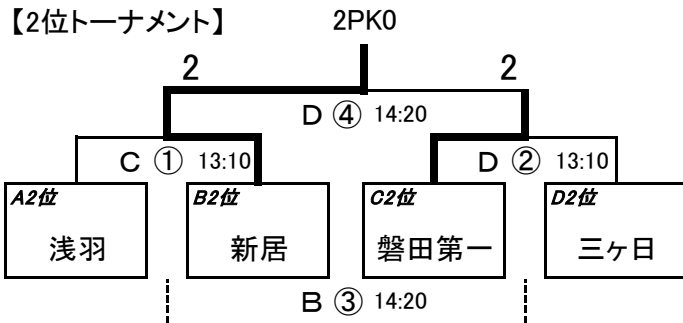 【2位トーナメント】 2PK0
2 2
D ④ 14:20
C ① 13:10 D ② 13:10
A2位 B2位 C2位 D2位
浅羽 新居 磐田第一 三ヶ日
B ③ 14:20